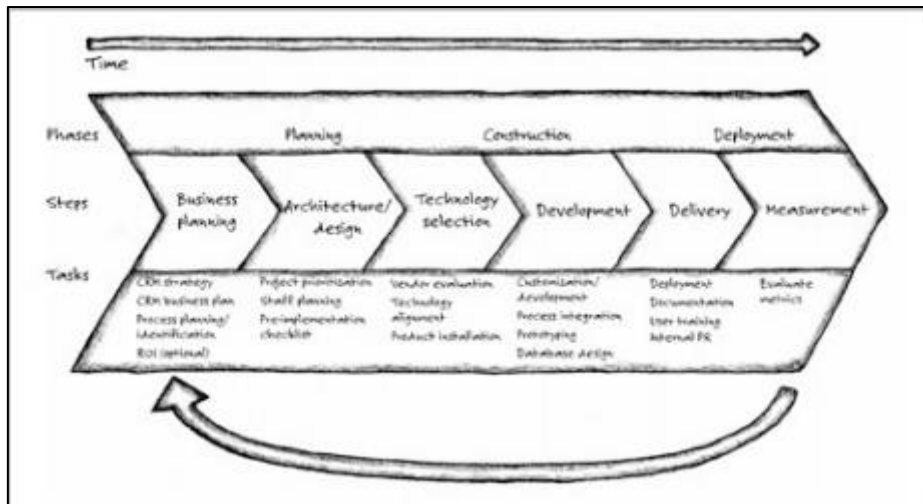 Time
Phases Planning Construction Deployment
Steps
Business planning
Architecture/ design
Technology selection
Development
Delivery
Measurement
Tasks
CRM strategy
CRM business plan
Process planning/
identification
ROI (optional)
Project prioritization
Staff planning
Pre-implementation
checklist
Vendor evaluation
Technology
alignment
Product installation
Customization/
development
Process integration
Prototyping
Database design
Deployment
Documentation
User training
Internal PR
Evaluate
metrics